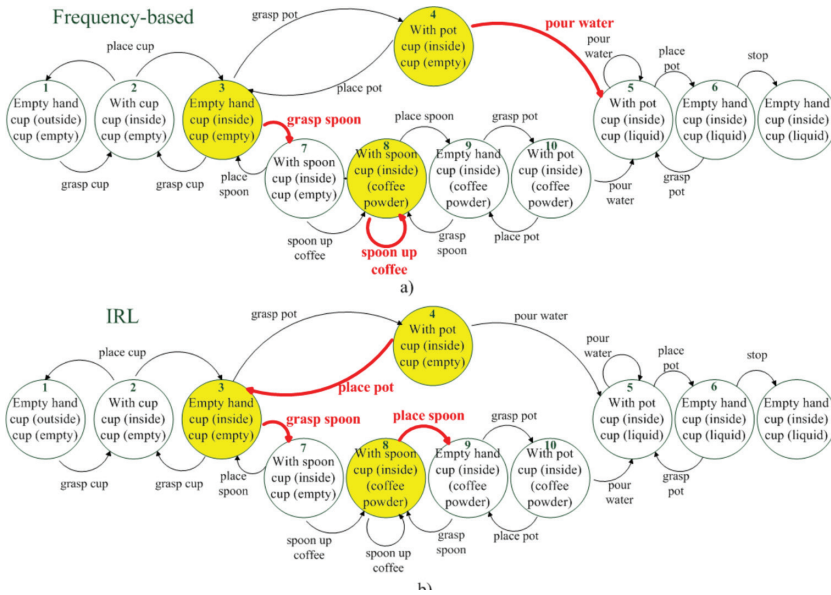 Frequency-based
grasp pot
4
With pot
cup (inside)
cup (empty)
pour water
place cup
place pot
pour
water
place
pot
stop
1
Empty hand
cup (outside)
cup (empty)
2
With cup
cup (inside)
cup (empty)
3
Empty hand
cup (inside)
cup (empty)
grasp spoon
place spoon
grasp pot
5
With pot
cup (inside)
cup (liquid)
6
Empty hand
cup (inside)
cup (liquid)
Empty hand
cup (inside)
cup (liquid)
7
With spoon
cup (inside)
cup (empty)
8
With spoon
cup (inside)
(coffee
powder)
9
Empty hand
cup (inside)
(coffee
powder)
10
With pot
cup (inside)
(coffee
powder)
grasp cup
grasp cup
place
spoon
pour
water
grasp
pot
spoon up
coffee
spoon up
coffee
grasp
spoon
place pot
a)
IRL
grasp pot
4
With pot
cup (inside)
cup (empty)
pour water
place cup
place pot
pour
water
place
pot
stop
1
Empty hand
cup (outside)
cup (empty)
2
With cup
cup (inside)
cup (empty)
3
Empty hand
cup (inside)
cup (empty)
grasp spoon
place spoon
grasp pot
5
With pot
cup (inside)
cup (liquid)
6
Empty hand
cup (inside)
cup (liquid)
Empty hand
cup (inside)
cup (liquid)
7
With spoon
cup (inside)
cup (empty)
8
With spoon
cup (inside)
(coffee
powder)
9
Empty hand
cup (inside)
(coffee
powder)
10
With pot
cup (inside)
(coffee
powder)
grasp cup
grasp cup
place
spoon
pour
water
grasp
pot
spoon up
coffee
spoon up
coffee
grasp
spoon
place pot
b)